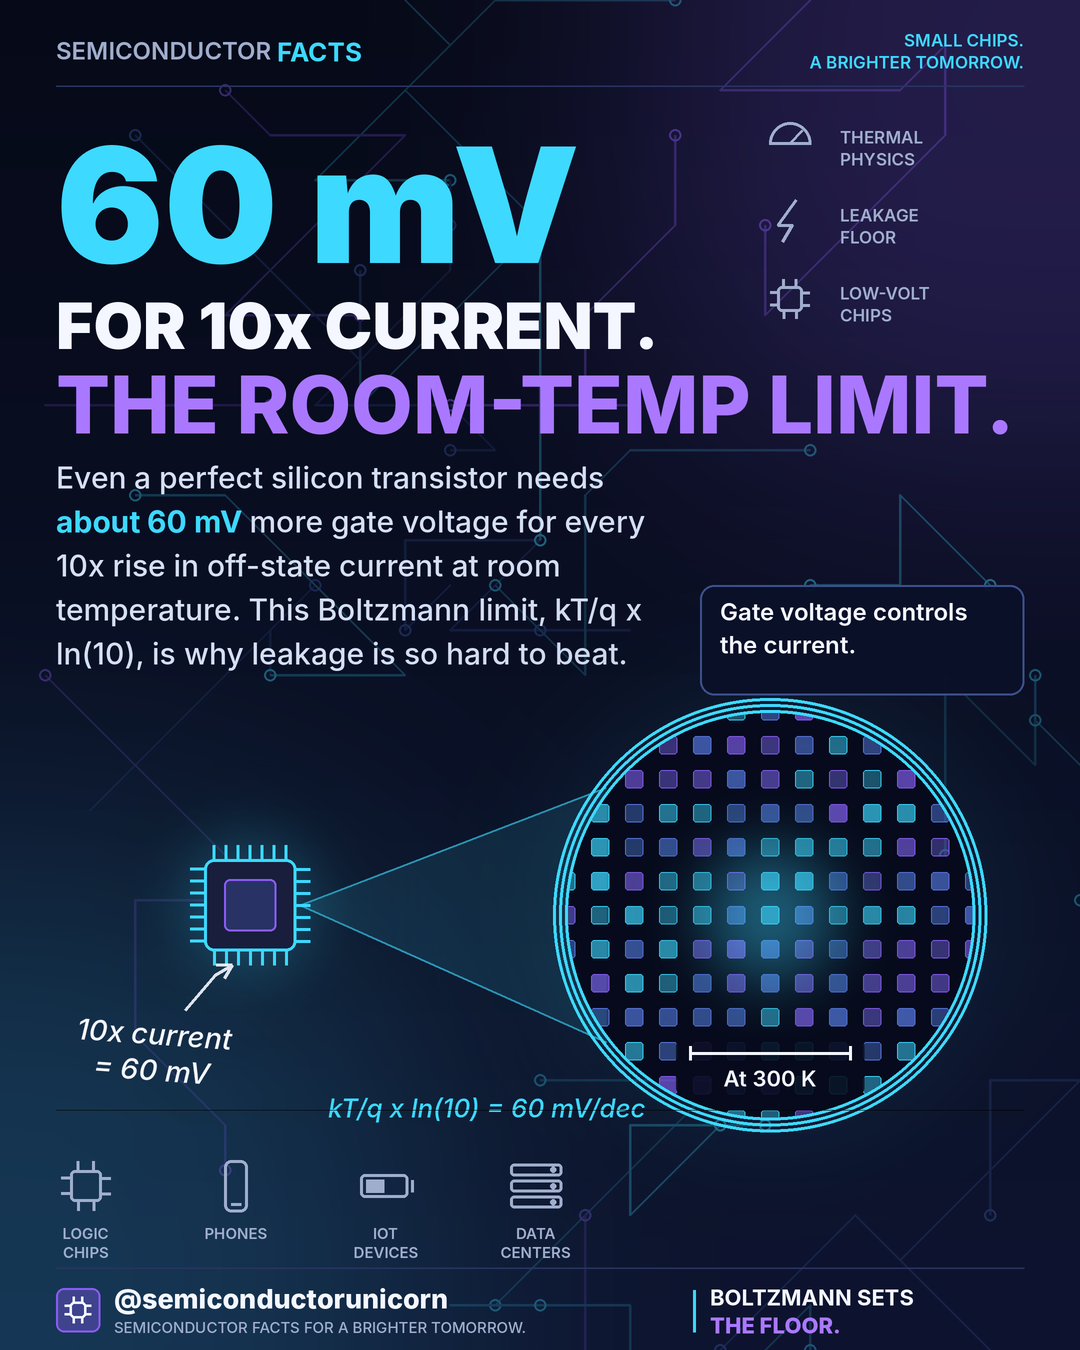 SEMICONDUCTOR FACTS
SMALL CHIPS.
A BRIGHTER TOMORROW.
60 mV
FOR 10x CURRENT.
THE ROOM-TEMP LIMIT.
THERMAL
PHYSICS
LEAKAGE
FLOOR
LOW-VOLT
CHIPS
Even a perfect silicon transistor needs
about 60 mV more gate voltage for every
10x rise in off-state current at room
temperature. This Boltzmann limit, kT/q x
ln(10), is why leakage is so hard to beat.
Gate voltage controls
the current.
10x current
= 60 mV
At 300 K
kT/q x ln(10) = 60 mV/dec
LOGIC
CHIPS
PHONES
IOT
DEVICES
DATA
CENTERS
@semiconductorunicorn
SEMICONDUCTOR FACTS FOR A BRIGHTER TOMORROW.
BOLTZMANN SETS
THE FLOOR.